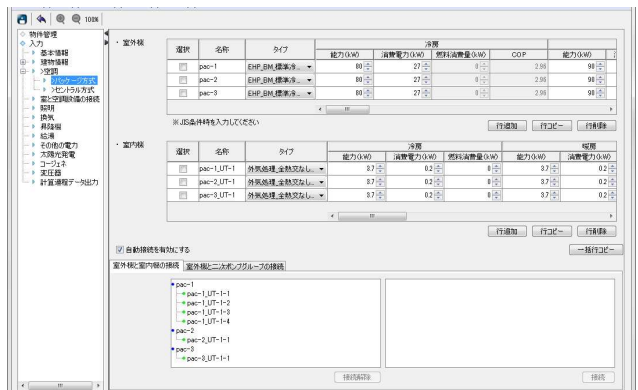 100%
物件管理
入力
基本情報
建物情報
>空調
>パッケージ方式
>セントラル方式
室と空調設備の接続
照明
換気
昇降機
給湯
その他の電力
太陽光発電
コージェネ
変圧器
計算過程データ出力
・ 室外機
選択 名称 タイプ 冷房
能力(kW) 消費電力(kW) 燃料消費量(kW) COP 能力(kW)
pac-1 EHP_BM_標準冷... 80 27 0 2.96 90
pac-2 EHP_BM_標準冷... 80 27 0 2.96 90
pac-3 EHP_BM_標準冷... 80 27 0 2.96 90
※ JIS条件時を入力してください
行追加 行コピー 行削除
・ 室内機
選択 名称 タイプ 冷房 暖房
能力(kW) 消費電力(kW) 燃料消費量(kW) 能力(kW) 消費電力(kW)
pac-1_UT-1 外気処理_全熱交なし... 3.7 0.2 0 3.7 0.2
pac-2_UT-1 外気処理_全熱交なし... 3.7 0.2 0 3.7 0.2
pac-3_UT-1 外気処理_全熱交なし... 3.7 0.2 0 3.7 0.2
行追加 行コピー 行削除
自動接続を有効にする
一括行コピー
室外機と室内機の接続 室外機と二次ポンプグループの接続
pac-1
pac-1_UT-1-1
pac-1_UT-1-2
pac-1_UT-1-3
pac-1_UT-1-4
pac-2
pac-2_UT-1-1
pac-3
pac-3_UT-1-1
接続解除 接続